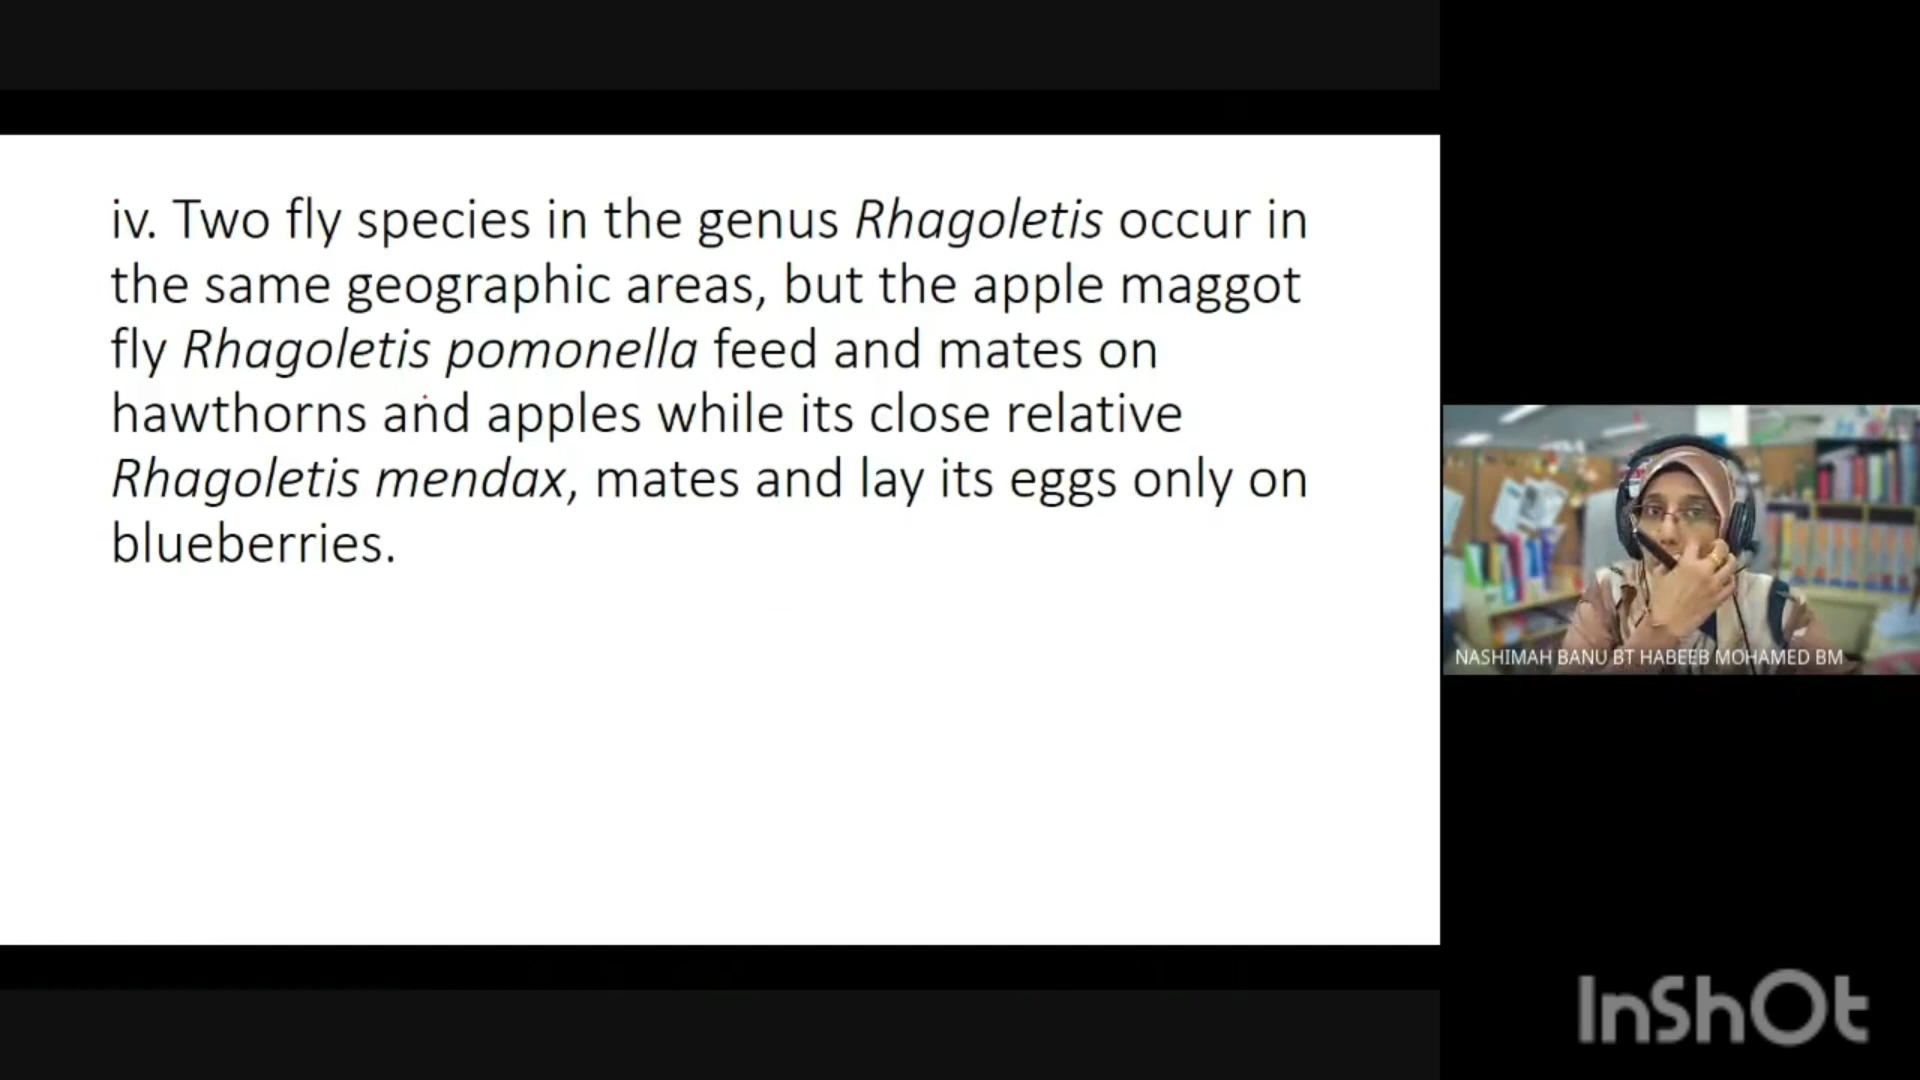 iv. Two fly species in the genus Rhagoletis occur in
the same geographic areas, but the apple maggot
fly Rhagoletis pomonella feed and mates on
hawthorns and apples while its close relative
Rhagoletis mendax, mates and lay its eggs only on
blueberries.
NASHIMAH BANU BT HABEEB MOHAMED BM
InShOt